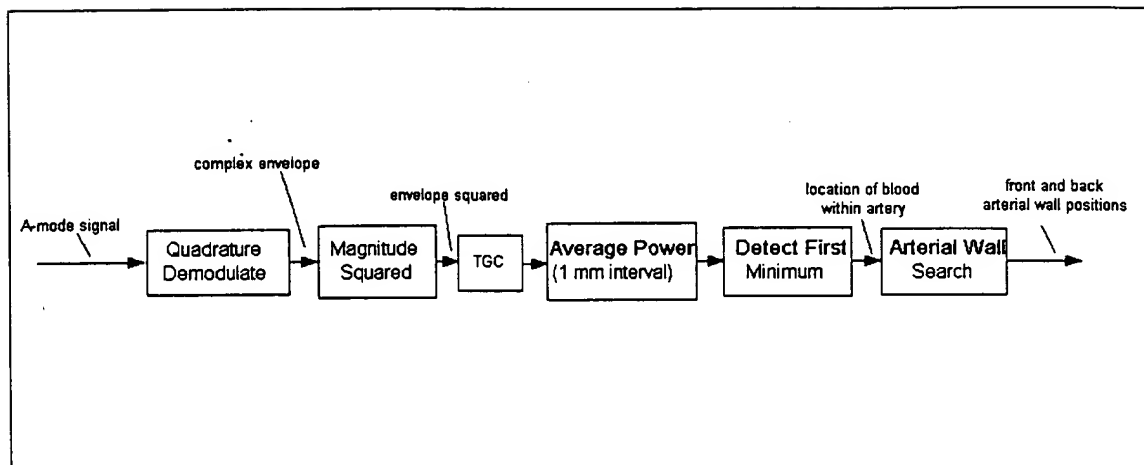 A-mode signal
Quadrature
Demodulate
complex envelope
Magnitude
Squared
envelope squared
TGC
Average Power
(1 mm interval)
Detect First
Minimum
location of blood
within artery
Arterial Wall
Search
front and back
arterial wall positions